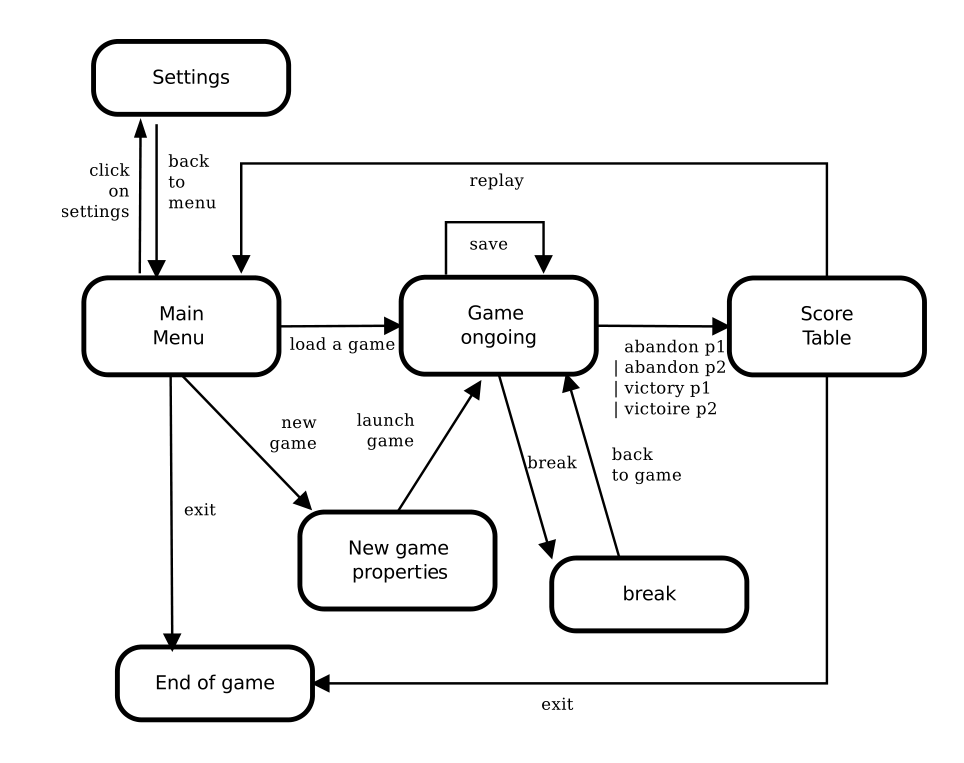 Settings
click
on
settings
back
to
menu
replay
save
Main
Menu
load a game
Game
ongoing
Score
Table
abandon p1
| abandon p2
| victory p1
| victoire p2
new
game
launch
game
break
back
to game
exit
New game
properties
break
End of game
exit